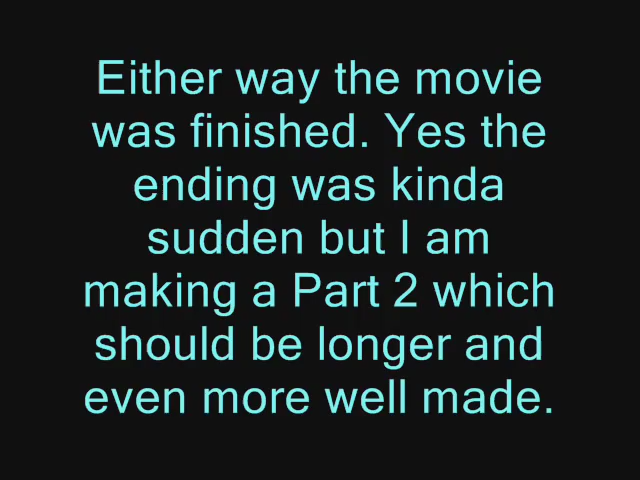 Either way the movie
was finished. Yes the
ending was kinda
sudden but I am
making a Part 2 which
should be longer and
even more well made.